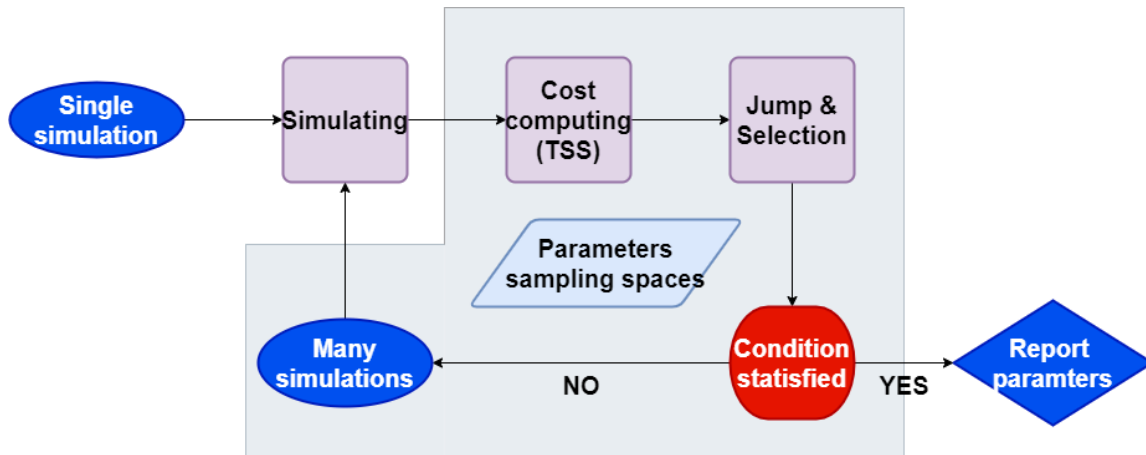 Single
simulation
Simulating
Cost
computing
(TSS)
Jump &
Selection
Parameters
sampling spaces
Many
simulations
NO
Condition
statisfied
YES
Report
paramters